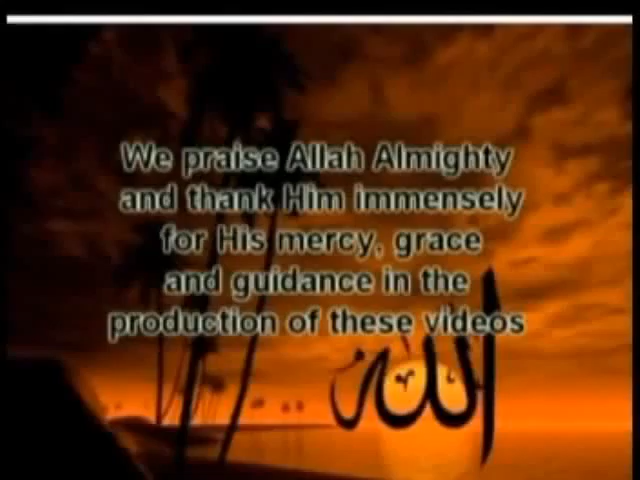 We praise Allah Almighty
and thank Him immensely
for His mercy, grace
and guidance in the
production of these videos
الله